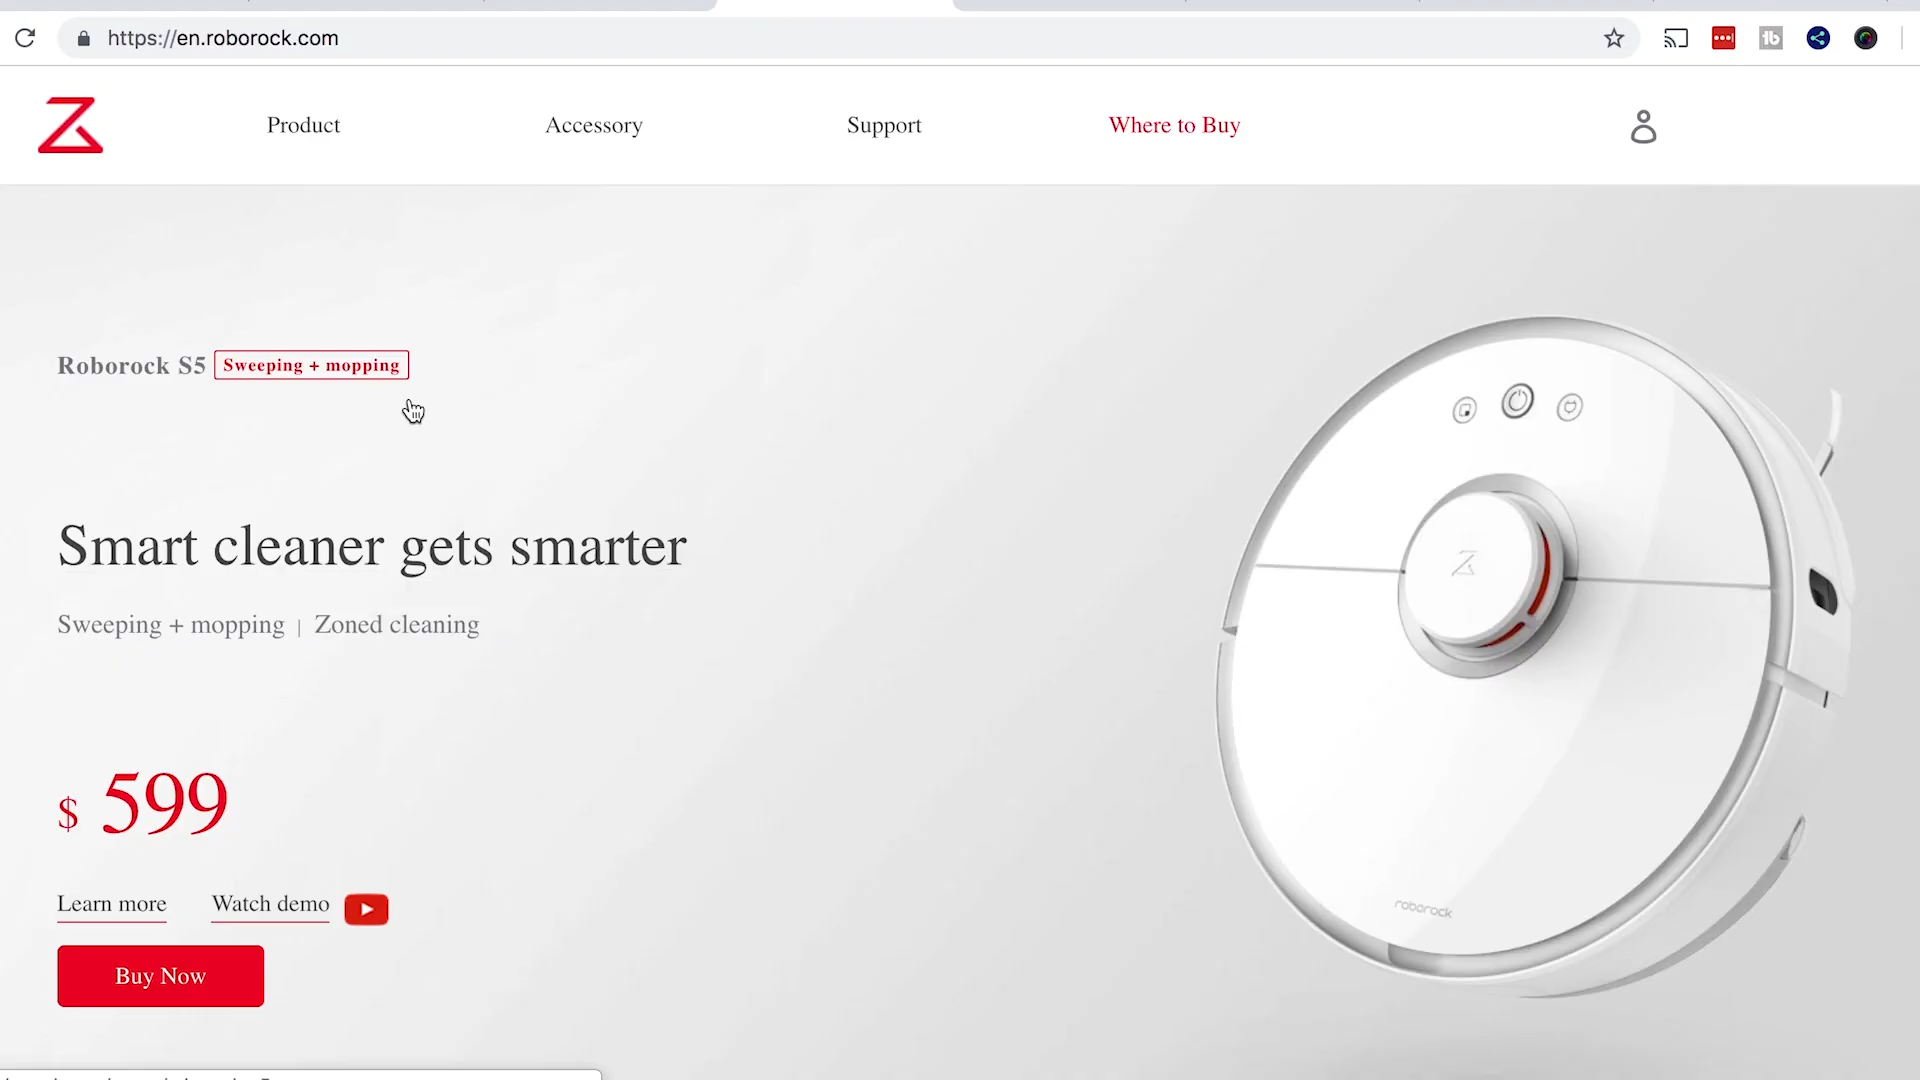 https://en.roborock.com
Product
Accessory
Support
Where to Buy
Roborock S5
Sweeping + mopping
Smart cleaner gets smarter
Sweeping + mopping | Zoned cleaning
$ 599
Learn more
Watch demo
Buy Now
roborock